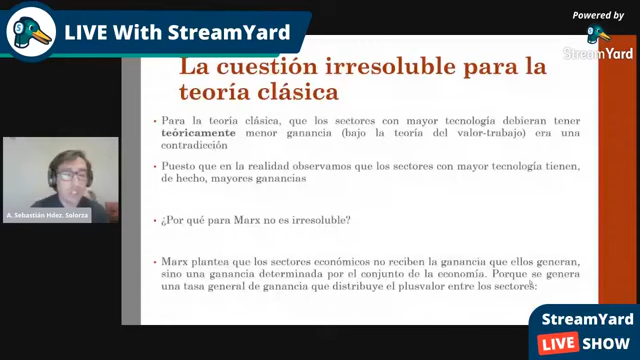 LIVE With StreamYard
Powered by
StreamYard
La cuestión irresoluble para la
teoría clásica
• Para la teoría clásica, que los sectores con mayor tecnología debieran tener
teóricamente menor ganancia (bajo la teoría del valor-trabajo) era una
contradicción
• Puesto que en la realidad observamos que los sectores con mayor tecnología tienen,
de hecho, mayores ganancias
• ¿Por qué para Marx no es irresoluble?
• Marx plantea que los sectores económicos no reciben la ganancia que ellos generan,
sino una ganancia determinada por el conjunto de la economía. Porque se genera
una tasa general de ganancia que distribuye el plusvalor entre los sectores:
A. Sebastián Hdez. Solorza
StreamYard
LIVE SHOW